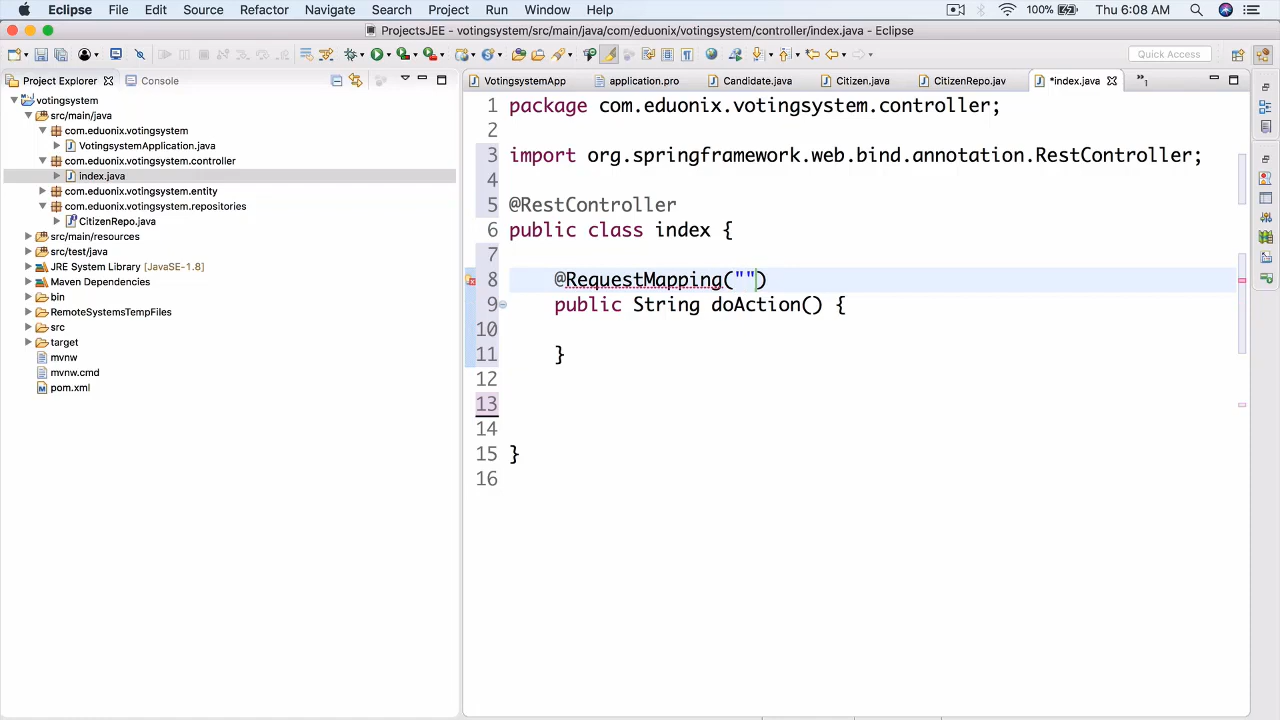 Eclipse File Edit Source Refactor Navigate Search Project Run Window Help 100% Thu 6:08 AM
ProjectsJEE - votingsystem/src/main/java/com/eduonix/votingsystem/controller/index.java - Eclipse
Quick Access
Project Explorer Console
VotingsystemApp application.pro Candidate.java Citizen.java CitizenRepo.jav *index.java »1
votingsystem
src/main/java
com.eduonix.votingsystem
VotingsystemApplication.java
com.eduonix.votingsystem.controller
index.java
com.eduonix.votingsystem.entity
com.eduonix.votingsystem.repositories
CitizenRepo.java
src/main/resources
src/test/java
JRE System Library [JavaSE-1.8]
Maven Dependencies
bin
RemoteSystemsTempFiles
src
target
mvnw
mvnw.cmd
pom.xml
1 package com.eduonix.votingsystem.controller;
2
3 import org.springframework.web.bind.annotation.RestController;
4
5 @RestController
6 public class index {
7
8 @RequestMapping("")
9 public String doAction() {
10
11 }
12
13
14
15 }
16